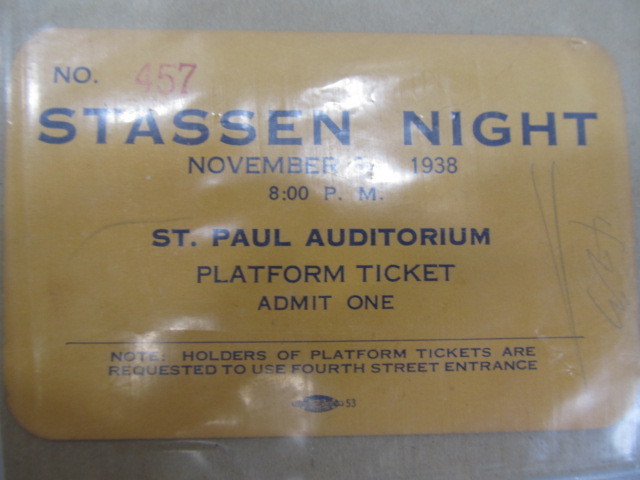 NO. 457
STASSEN NIGHT
NOVEMBER 1938
8:00 P. M.
ST. PAUL AUDITORIUM
PLATFORM TICKET
ADMIT ONE
NOTE: HOLDERS OF PLATFORM TICKETS ARE
REQUESTED TO USE FOURTH STREET ENTRANCE
53